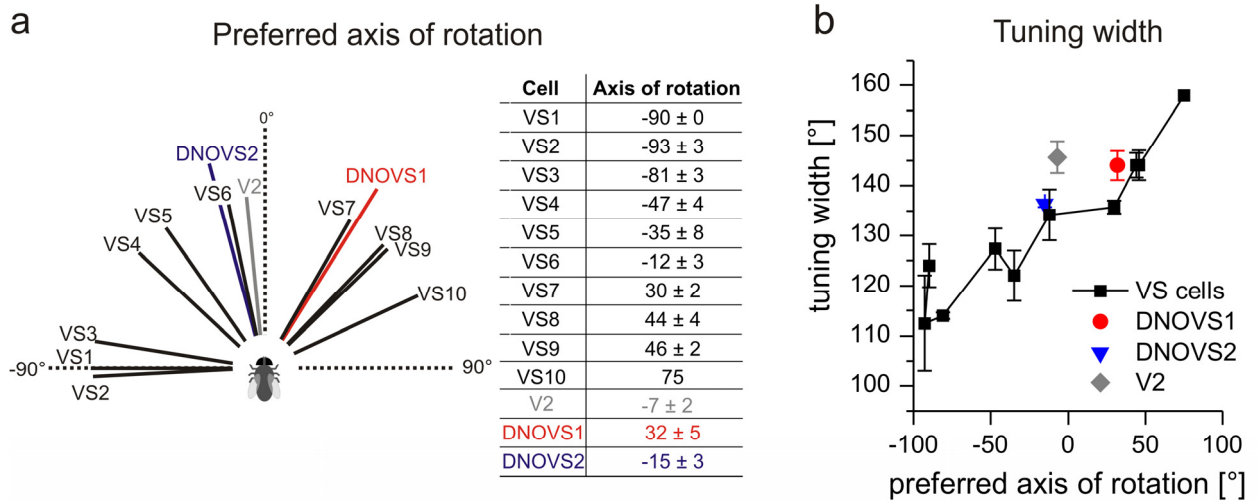 a
Preferred axis of rotation
0°
DNOVS2
VS6
V2
DNOVS1
VS7
VS5
VS4
VS8
VS9
VS10
VS3
VS1
VS2
-90°
90°
Cell Axis of rotation
VS1 -90 ± 0
VS2 -93 ± 3
VS3 -81 ± 3
VS4 -47 ± 4
VS5 -35 ± 8
VS6 -12 ± 3
VS7 30 ± 2
VS8 44 ± 4
VS9 46 ± 2
VS10 75
V2 -7 ± 2
DNOVS1 32 ± 5
DNOVS2 -15 ± 3
b
Tuning width
tuning width [°]
160
150
140
130
120
110
100
VS cells
DNOVS1
DNOVS2
V2
-100 -50 0 50 100
preferred axis of rotation [°]